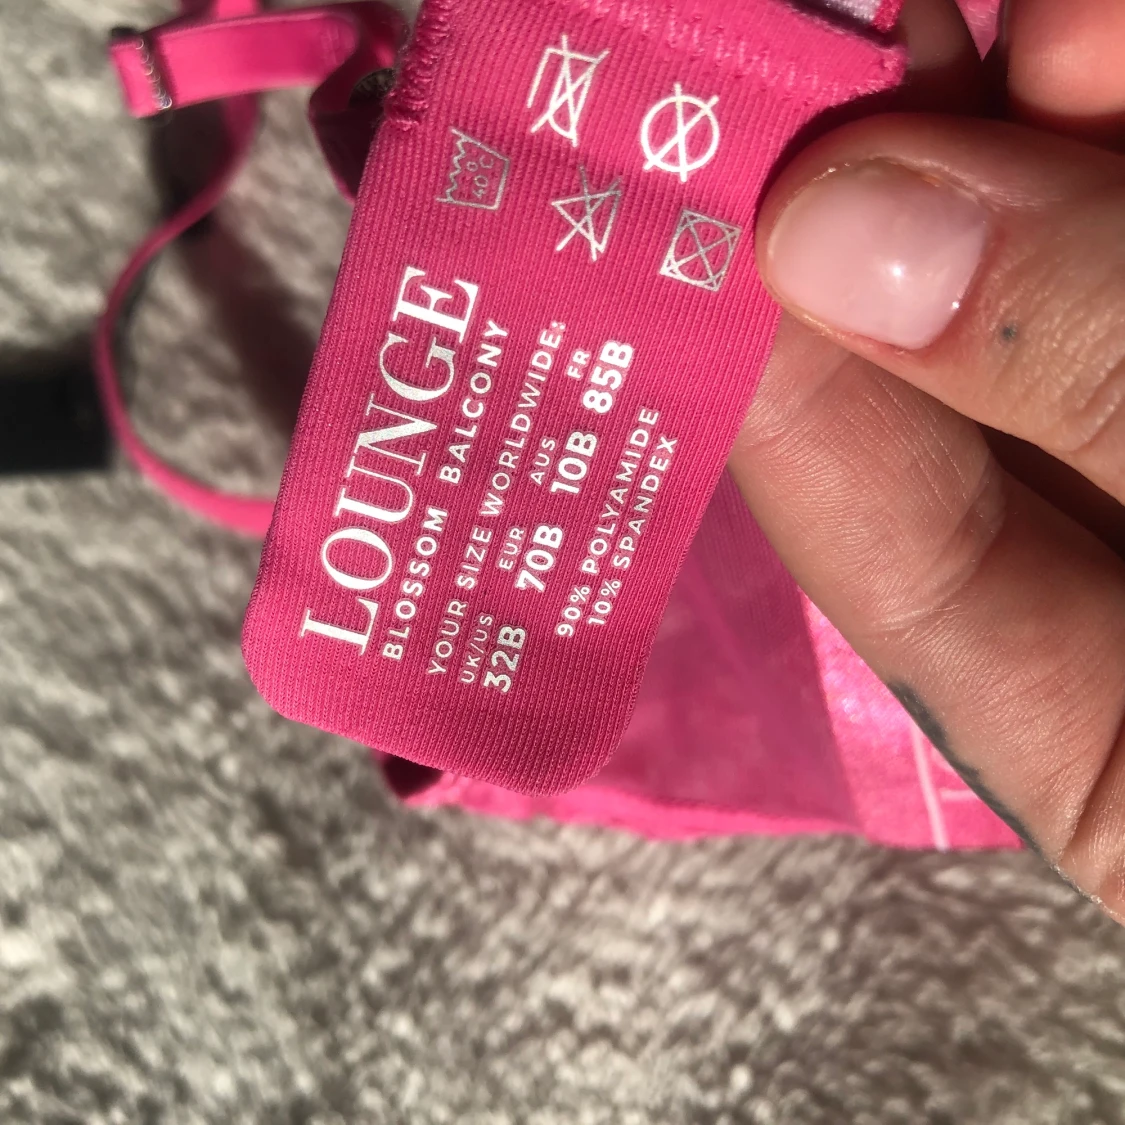 40°C
LOUNGE
BLOSSOM BALCONY
YOUR SIZE WORLDWIDE:
UK/US EUR AUS FR
32B 70B 10B 85B
90% POLYAMIDE
10% SPANDEX